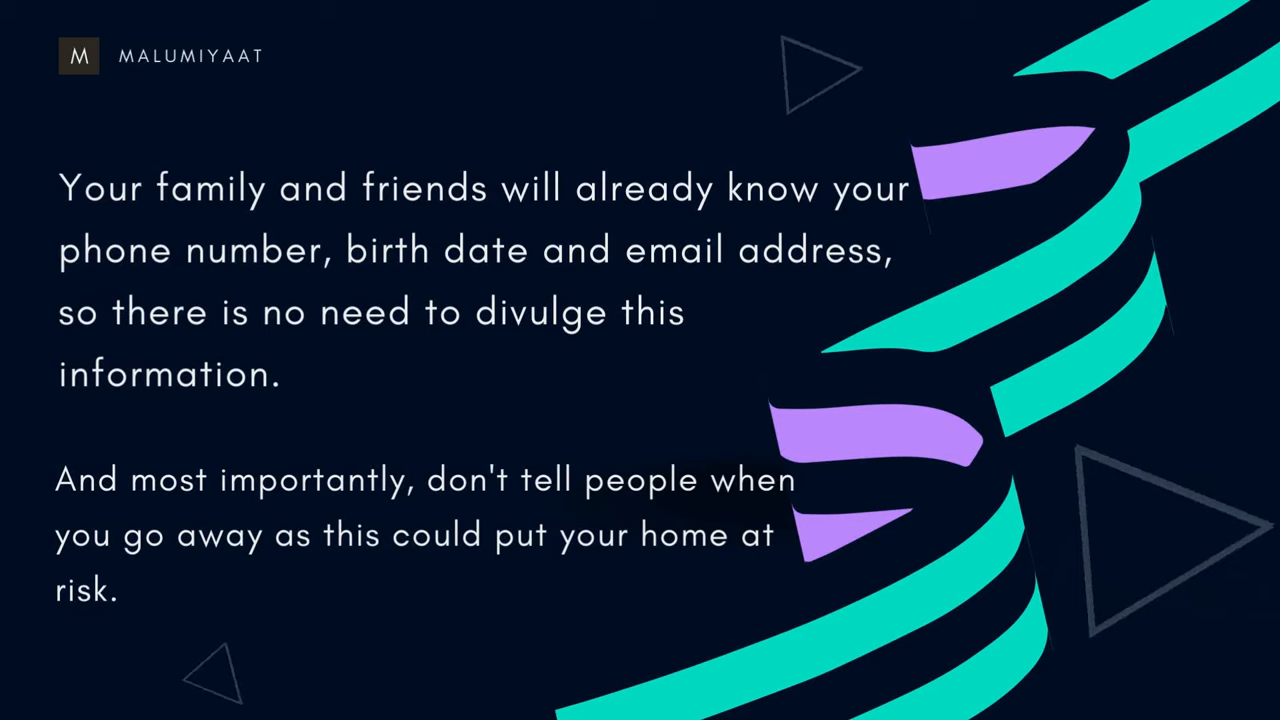 M MALUMIYAAT
Your family and friends will already know your
phone number, birth date and email address,
so there is no need to divulge this
information.
And most importantly, don't tell people when
you go away as this could put your home at
risk.